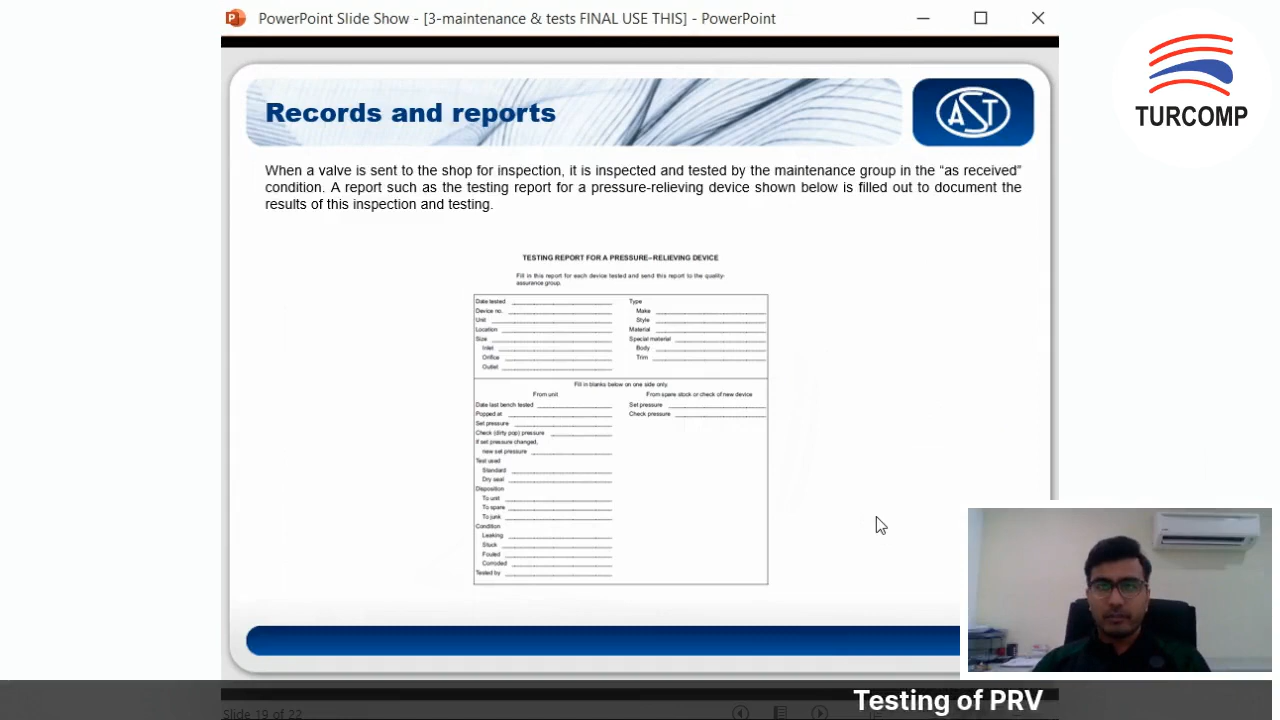 PowerPoint Slide Show - [3-maintenance & tests FINAL USE THIS] - PowerPoint
TURCOMP
Records and reports
AST
When a valve is sent to the shop for inspection, it is inspected and tested by the maintenance group in the “as received”
condition. A report such as the testing report for a pressure-relieving device shown below is filled out to document the
results of this inspection and testing.
TESTING REPORT FOR A PRESSURE–RELIEVING DEVICE
Fill in this report for each device tested and send this report to the quality-
assurance group.
Date tested
Device no.
Unit
Location
Size
Inlet
Orifice
Outlet
Type
Make
Style
Material
Special material
Body
Trim
Fill in blanks below on one side only.
From unit
From spare stock or check of new device
Date last bench tested
Popped at
Set pressure
Check (dirty pop) pressure
If set pressure changed,
new set pressure
Test used:
Standard
Dry seal
Disposition
To unit
To spare
To junk
Condition
Leaking
Stuck
Fouled
Corroded
Tested by
Set pressure
Check pressure
Testing of PRV
Slide 19 of 22